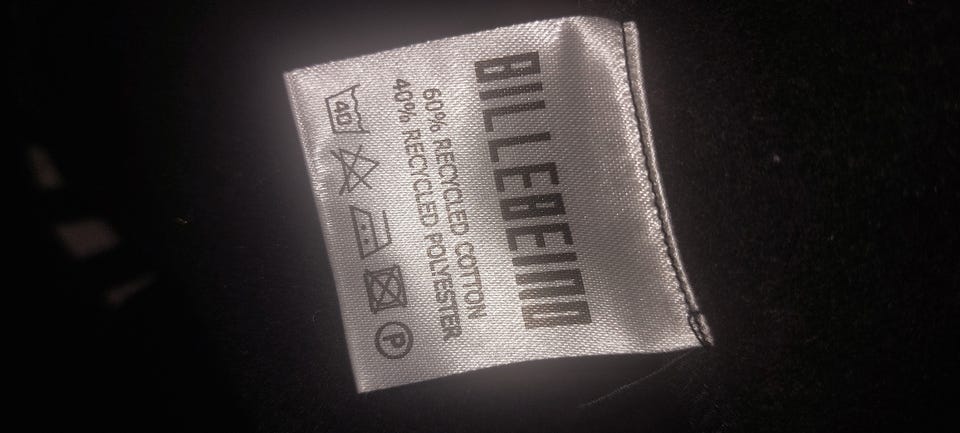 BILLEBEINO
60% RECYCLED COTTON
40% RECYCLED POLYESTER
40 P